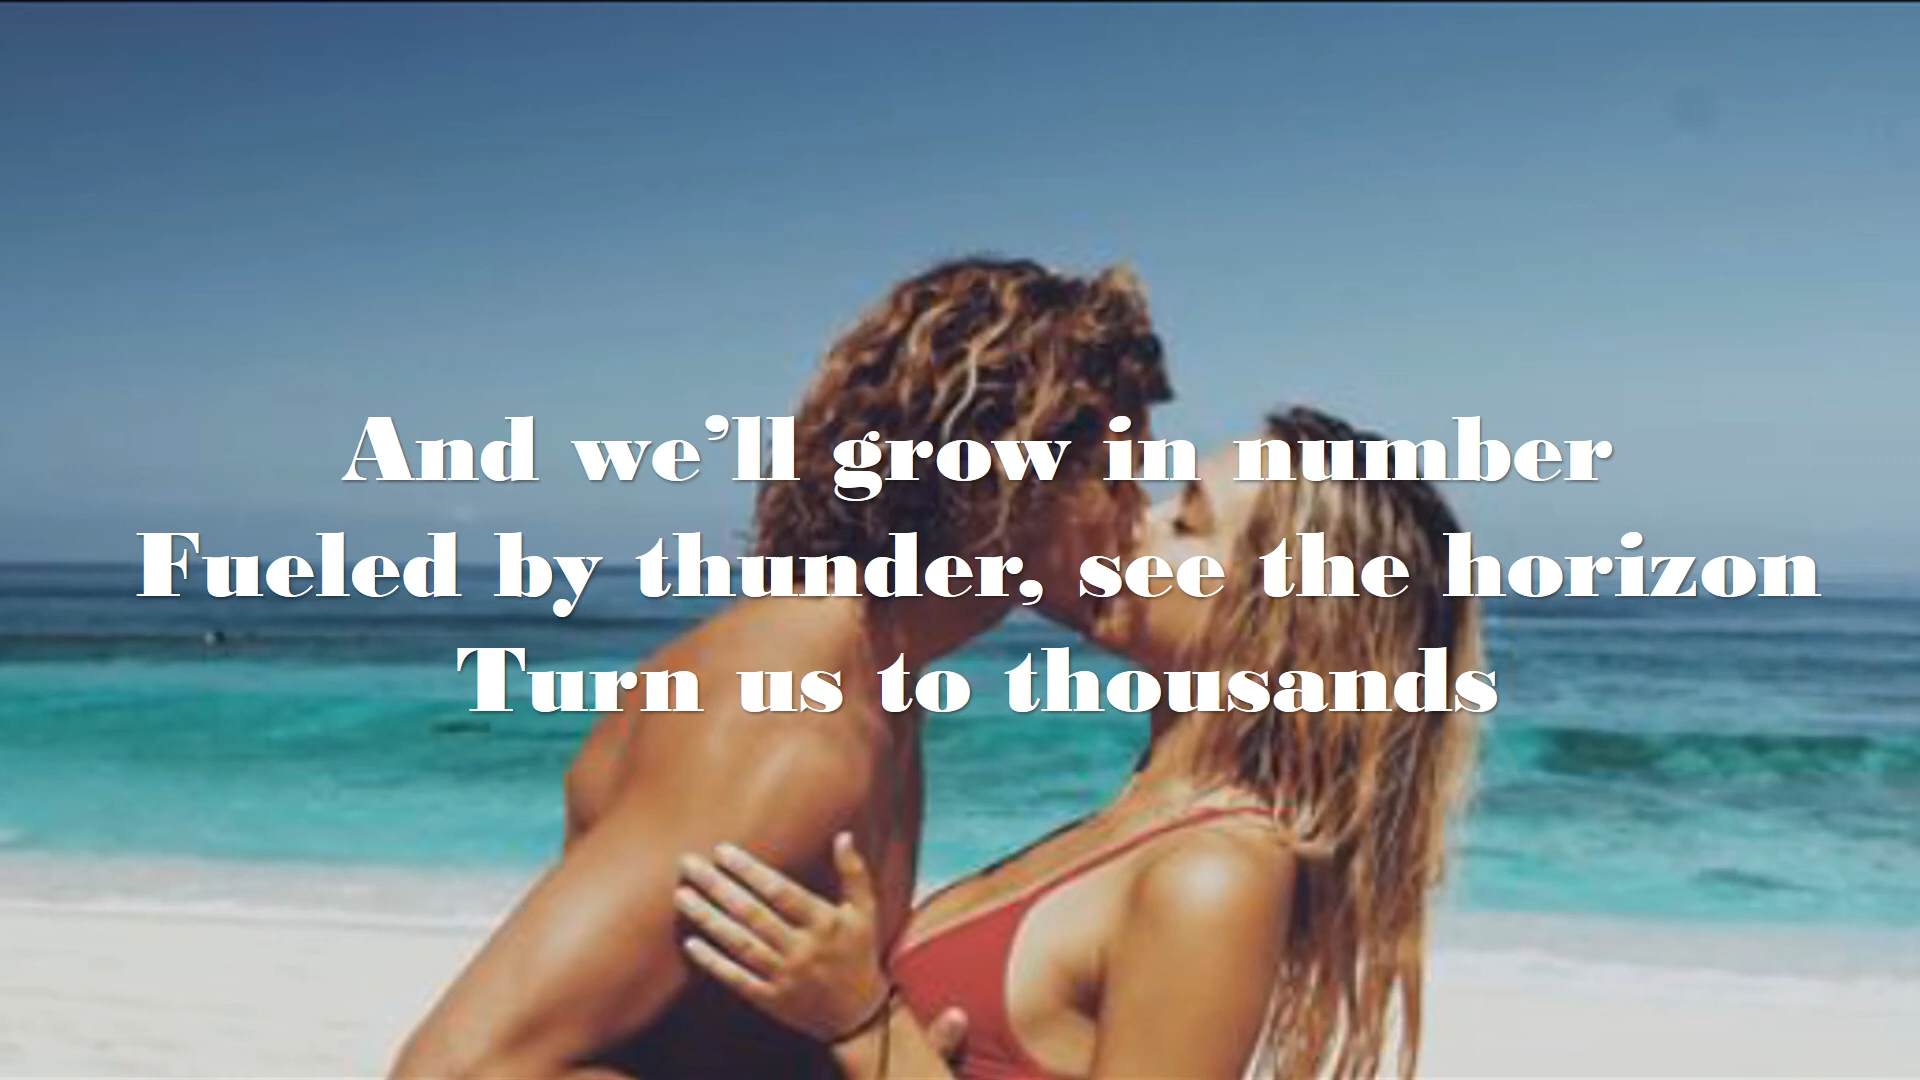 And we’ll grow in number
Fueled by thunder, see the horizon
Turn us to thousands